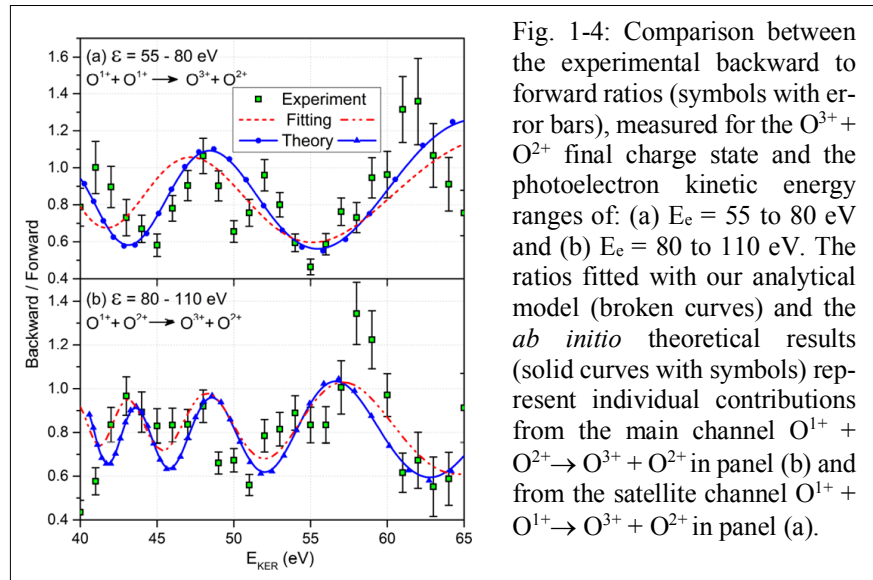 1.6
1.4
1.2
1.0
0.8
0.6
0.4
(a) ε = 55 - 80 eV
O¹⁺ + O¹⁺ → O³⁺ + O²⁺
Experiment
Fitting
Theory
1.4
1.2
1.0
0.8
0.6
0.4
(b) ε = 80 - 110 eV
O¹⁺ + O²⁺ → O³⁺ + O²⁺
Backward / Forward
40 45 50 55 60 65
E_KER (eV)
Fig. 1-4: Comparison between
the experimental backward to
forward ratios (symbols with er-
ror bars), measured for the O³⁺ +
O²⁺ final charge state and the
photoelectron kinetic energy
ranges of: (a) Eₑ = 55 to 80 eV
and (b) Eₑ = 80 to 110 eV. The
ratios fitted with our analytical
model (broken curves) and the
ab initio theoretical results
(solid curves with symbols) rep-
resent individual contributions
from the main channel O¹⁺ +
O²⁺→ O³⁺ + O²⁺ in panel (b) and
from the satellite channel O¹⁺ +
O¹⁺→ O³⁺ + O²⁺ in panel (a).